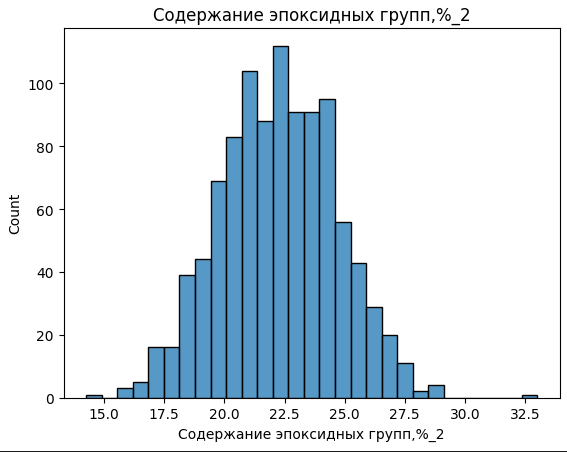 Содержание эпоксидных групп,%_2
100
80
60
40
20
0
Count
15.0 17.5 20.0 22.5 25.0 27.5 30.0 32.5
Содержание эпоксидных групп,%_2